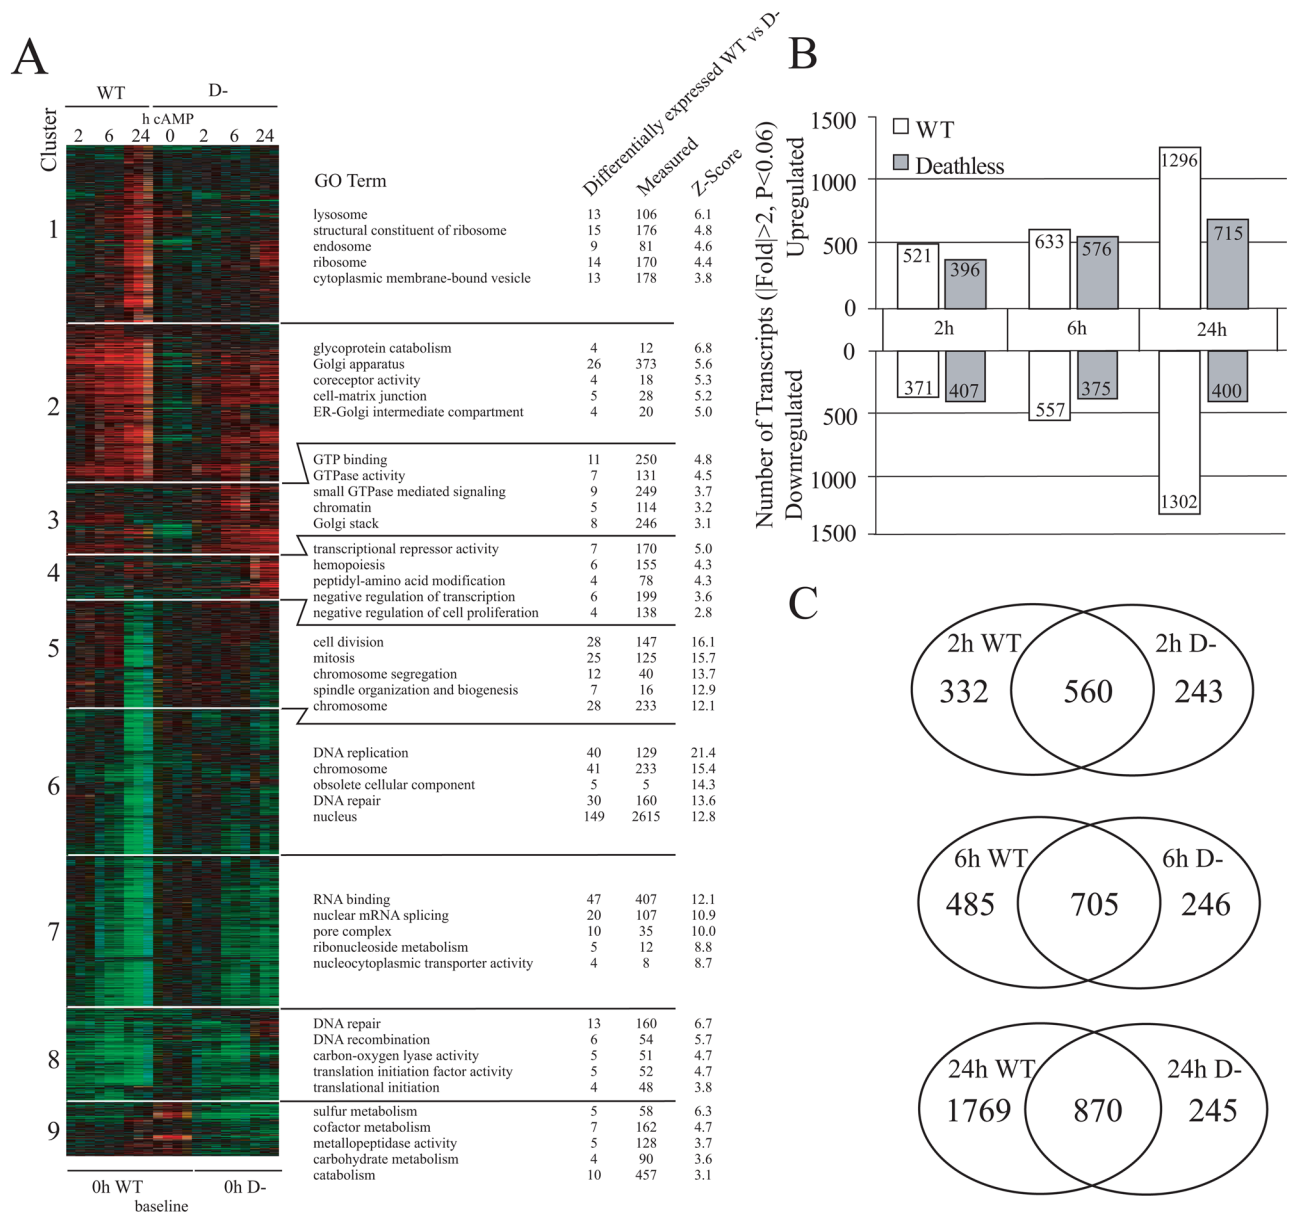 A
WT D-
h cAMP
Cluster 2 6 24 0 2 6 24
GO Term Differentially expressed WT vs D- Measured Z-Score
1
lysosome 13 106 6.1
structural constituent of ribosome 15 176 4.8
endosome 9 81 4.6
ribosome 14 170 4.4
cytoplasmic membrane-bound vesicle 13 178 3.8
2
glycoprotein catabolism 4 12 6.8
Golgi apparatus 26 373 5.6
coreceptor activity 4 18 5.3
cell-matrix junction 5 28 5.2
ER-Golgi intermediate compartment 4 20 5.0
3
GTP binding 11 250 4.8
GTPase activity 7 131 4.5
small GTPase mediated signaling 9 249 3.7
chromatin 5 114 3.2
Golgi stack 8 246 3.1
4
transcriptional repressor activity 7 170 5.0
hemopoiesis 6 155 4.3
peptidyl-amino acid modification 4 78 4.3
negative regulation of transcription 6 199 3.6
negative regulation of cell proliferation 4 138 2.8
5
cell division 28 147 16.1
mitosis 25 125 15.7
chromosome segregation 12 40 13.7
spindle organization and biogenesis 7 16 12.9
chromosome 28 233 12.1
6
DNA replication 40 129 21.4
chromosome 41 233 15.4
obsolete cellular component 5 5 14.3
DNA repair 30 160 13.6
nucleus 149 2615 12.8
7
RNA binding 47 407 12.1
nuclear mRNA splicing 20 107 10.9
pore complex 10 35 10.0
ribonucleoside metabolism 5 12 8.8
nucleocytoplasmic transporter activity 4 8 8.7
8
DNA repair 13 160 6.7
DNA recombination 6 54 5.7
carbon-oxygen lyase activity 5 51 4.7
translation initiation factor activity 5 52 4.7
translational initiation 4 48 3.8
9
sulfur metabolism 5 58 6.3
cofactor metabolism 7 162 4.7
metallopeptidase activity 5 128 3.7
carbohydrate metabolism 4 90 3.6
catabolism 10 457 3.1
0h WT 0h D-
baseline
B
Number of Transcripts (|Fold|>2, P<0.06)
Downregulated Upregulated
WT
Deathless
1500
1000
500
0
521 396 633 576 1296 715
2h 6h 24h
0
500
1000
1500
371 407 557 375 1302 400
C
2h WT 2h D-
332 560 243
6h WT 6h D-
485 705 246
24h WT 24h D-
1769 870 245